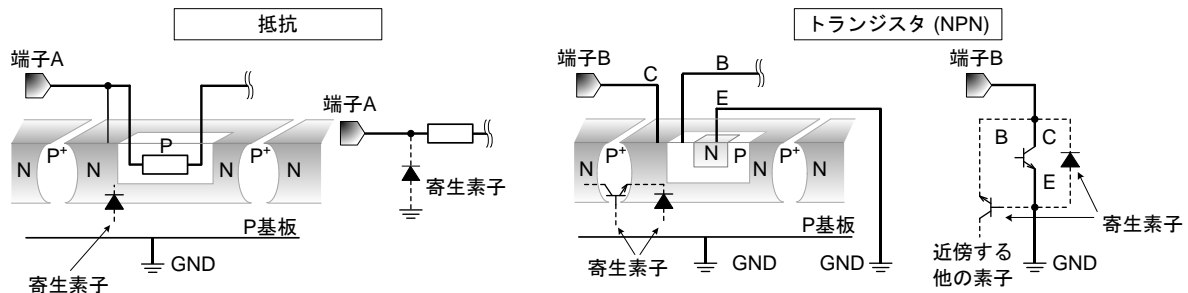 抵抗
トランジスタ (NPN)
端子A
端子A
N
P+
N
P
N
P+
N
寄生素子
P基板
寄生素子
GND
端子B
C
B
E
端子B
N
P+
N
N
P
P+
N
P基板
寄生素子
GND
GND
B
C
E
寄生素子
近傍する
他の素子
GND